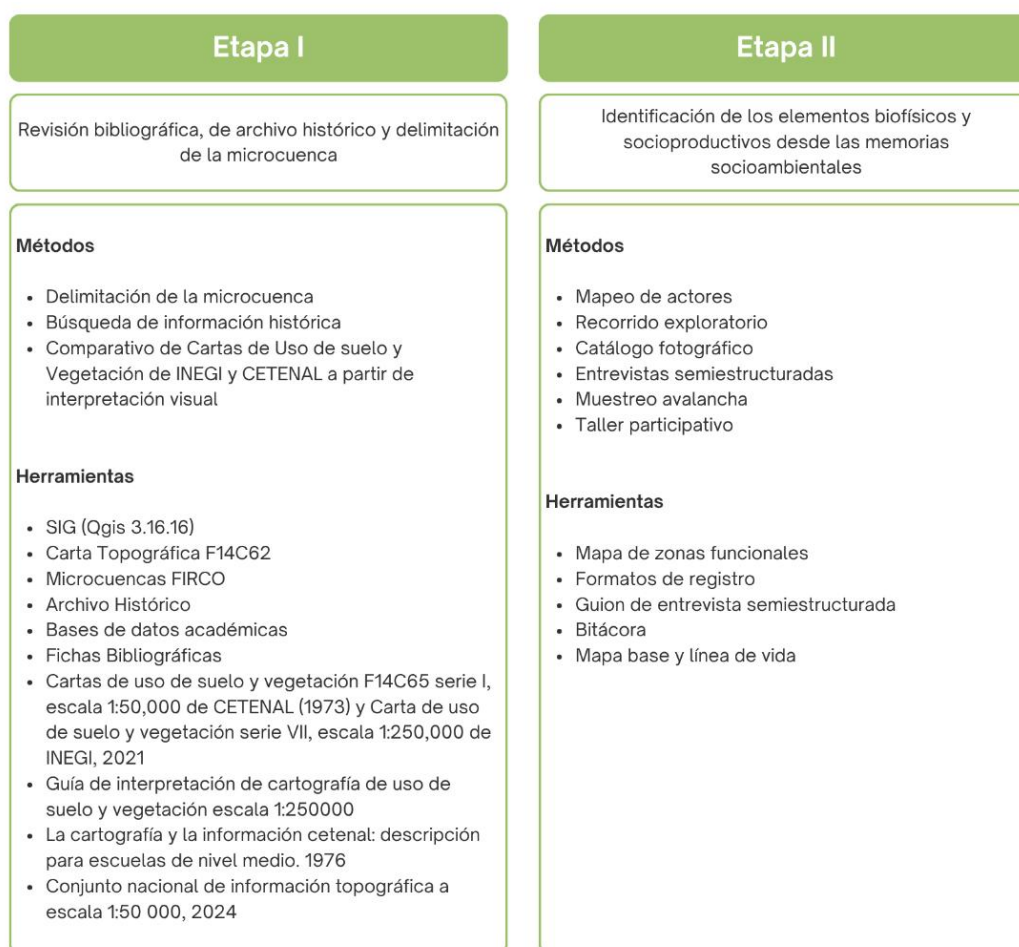 Etapa I
Revisión bibliográfica, de archivo histórico y delimitación
de la microcuenca
Métodos
• Delimitación de la microcuenca
• Búsqueda de información histórica
• Comparativo de Cartas de Uso de suelo y
Vegetación de INEGI y CETENAL a partir de
interpretación visual
Herramientas
• SIG (Qgis 3.16.16)
• Carta Topográfica F14C62
• Microcuencas FIRCO
• Archivo Histórico
• Bases de datos académicas
• Fichas Bibliográficas
• Cartas de uso de suelo y vegetación F14C65 serie I,
escala 1:50,000 de CETENAL (1973) y Carta de uso
de suelo y vegetación serie VII, escala 1:250,000 de
INEGI, 2021
• Guía de interpretación de cartografía de uso de
suelo y vegetación escala 1:250000
• La cartografía y la información cetenal: descripción
para escuelas de nivel medio. 1976
• Conjunto nacional de información topográfica a
escala 1:50 000, 2024
Etapa II
Identificación de los elementos biofísicos y
socioproductivos desde las memorias
socioambientales
Métodos
• Mapeo de actores
• Recorrido exploratorio
• Catálogo fotográfico
• Entrevistas semiestructuradas
• Muestreo avalancha
• Taller participativo
Herramientas
• Mapa de zonas funcionales
• Formatos de registro
• Guion de entrevista semiestructurada
• Bitácora
• Mapa base y línea de vida